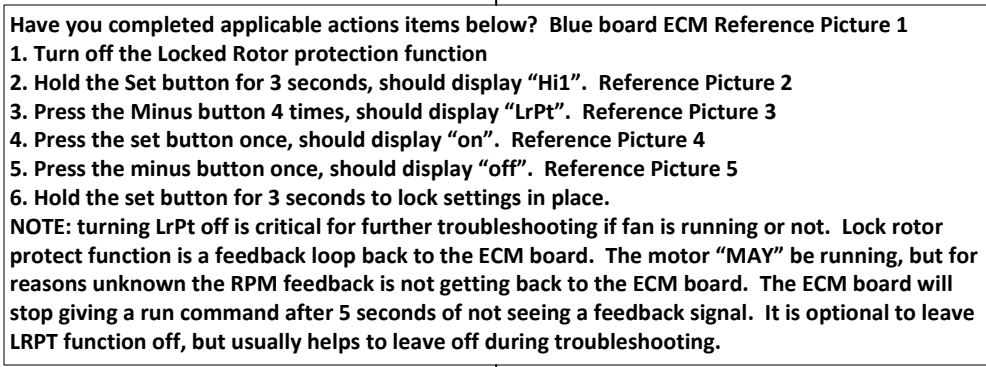 Have you completed applicable actions items below?  Blue board ECM Reference Picture 1
1. Turn off the Locked Rotor protection function
2. Hold the Set button for 3 seconds, should display “Hi1”.  Reference Picture 2
3. Press the Minus button 4 times, should display “LrPt”.  Reference Picture 3
4. Press the set button once, should display “on”.  Reference Picture 4
5. Press the minus button once, should display “off”.  Reference Picture 5
6. Hold the set button for 3 seconds to lock settings in place.
NOTE: turning LrPt off is critical for further troubleshooting if fan is running or not.  Lock rotor
protect function is a feedback loop back to the ECM board.  The motor “MAY” be running, but for
reasons unknown the RPM feedback is not getting back to the ECM board.  The ECM board will
stop giving a run command after 5 seconds of not seeing a feedback signal.  It is optional to leave
LRPT function off, but usually helps to leave off during troubleshooting.